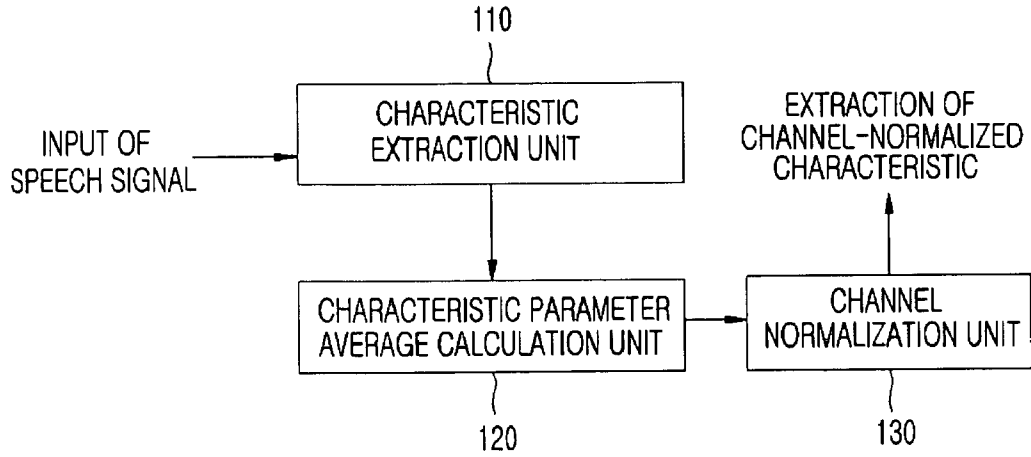 110
CHARACTERISTIC
EXTRACTION UNIT
INPUT OF
SPEECH SIGNAL
EXTRACTION OF
CHANNEL-NORMALIZED
CHARACTERISTIC
CHARACTERISTIC PARAMETER
AVERAGE CALCULATION UNIT
CHANNEL
NORMALIZATION UNIT
120
130